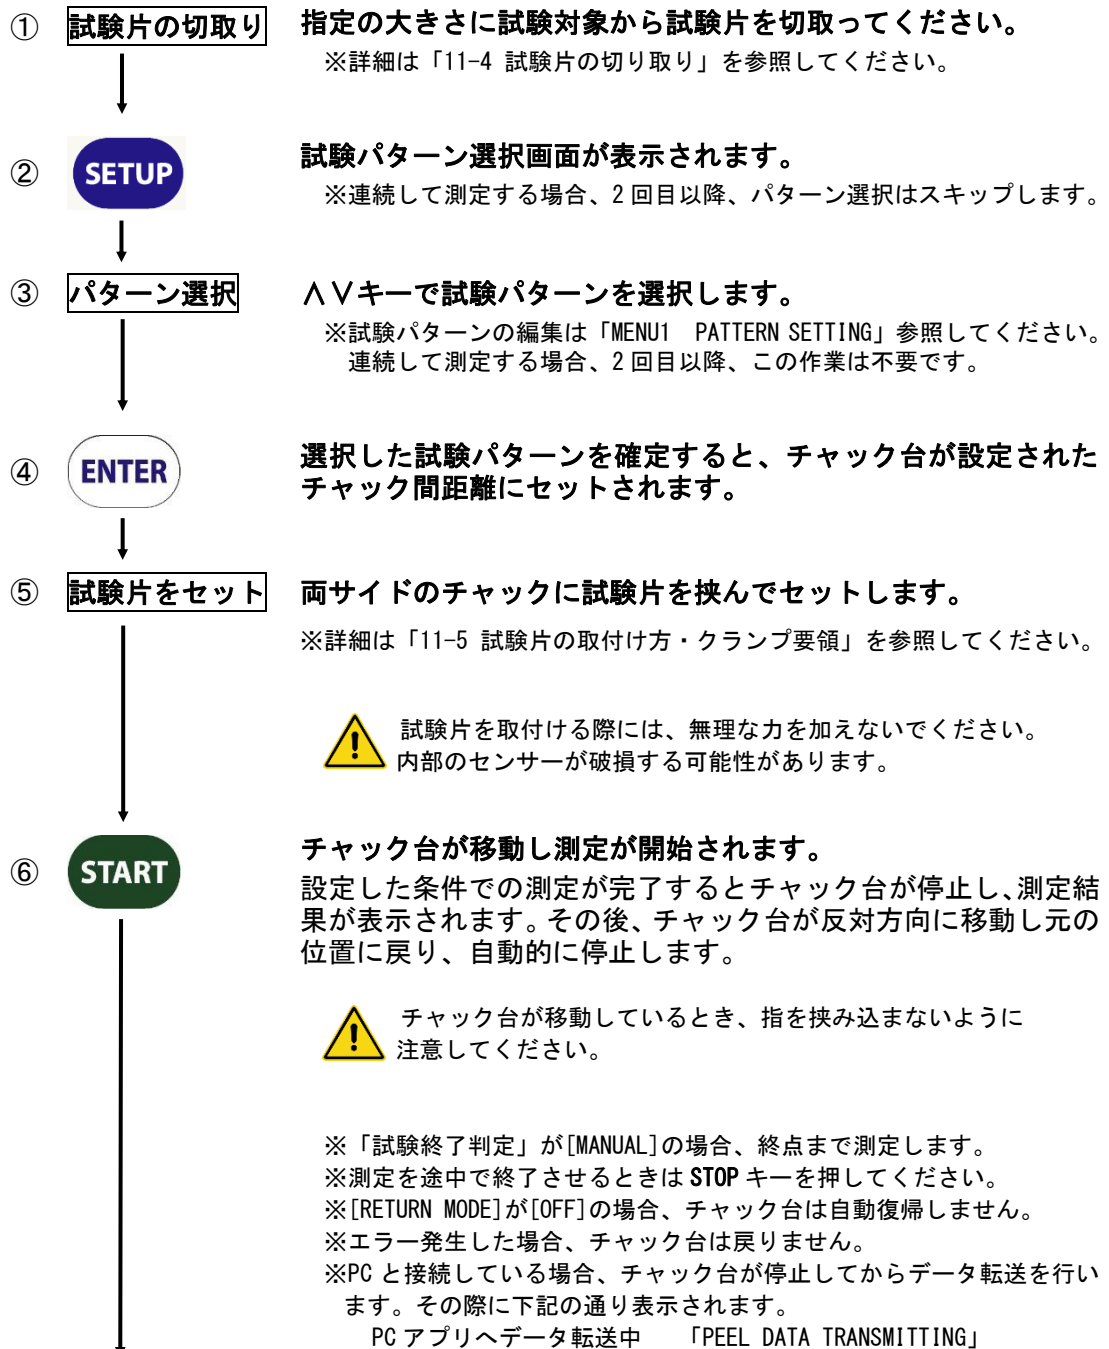 ① 試験片の切取り 指定の大きさに試験対象から試験片を切取ってください。
※詳細は「11-4 試験片の切り取り」を参照してください。
② SETUP 試験パターン選択画面が表示されます。
※連続して測定する場合、2回目以降、パターン選択はスキップします。
③ パターン選択 ∧∨キーで試験パターンを選択します。
※試験パターンの編集は「MENU1 PATTERN SETTING」参照してください。
連続して測定する場合、2回目以降、この作業は不要です。
④ ENTER 選択した試験パターンを確定すると、チャック台が設定された
チャック間距離にセットされます。
⑤ 試験片をセット 両サイドのチャックに試験片を挟んでセットします。
※詳細は「11-5 試験片の取付け方・クランプ要領」を参照してください。
試験片を取付ける際には、無理な力を加えないでください。
内部のセンサーが破損する可能性があります。
⑥ START チャック台が移動し測定が開始されます。
設定した条件での測定が完了するとチャック台が停止し、測定結
果が表示されます。その後、チャック台が反対方向に移動し元の
位置に戻り、自動的に停止します。
チャック台が移動しているとき、指を挟み込まないように
注意してください。
※「試験終了判定」が[MANUAL]の場合、終点まで測定します。
※測定を途中で終了させるときは STOP キーを押してください。
※[RETURN MODE]が[OFF]の場合、チャック台は自動復帰しません。
※エラー発生した場合、チャック台は戻りません。
※PCと接続している場合、チャック台が停止してからデータ転送を行い
ます。その際に下記の通り表示されます。
PCアプリへデータ転送中 「PEEL DATA TRANSMITTING」